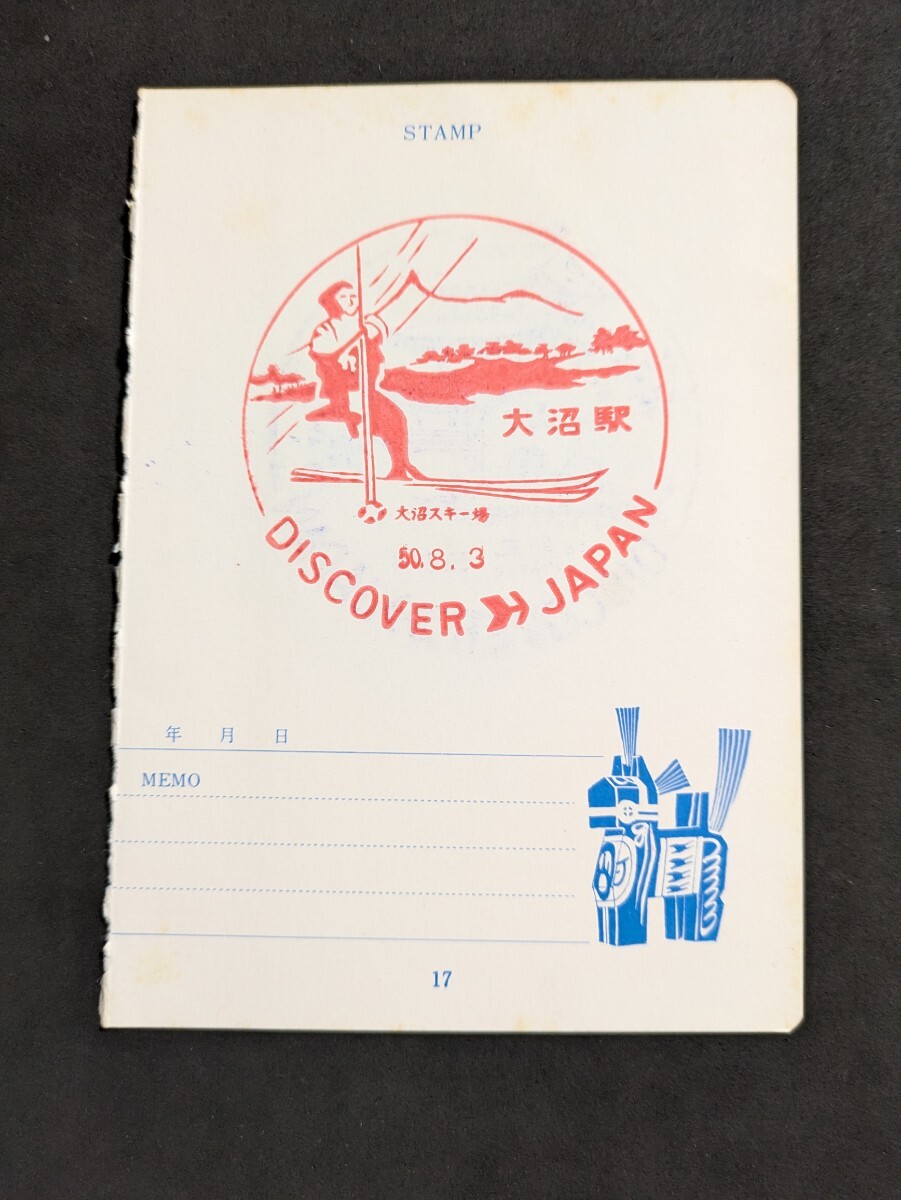 STAMP
大沼駅
大沼スキー場
50.8.3
DISCOVER JAPAN
年 月 日
MEMO
17